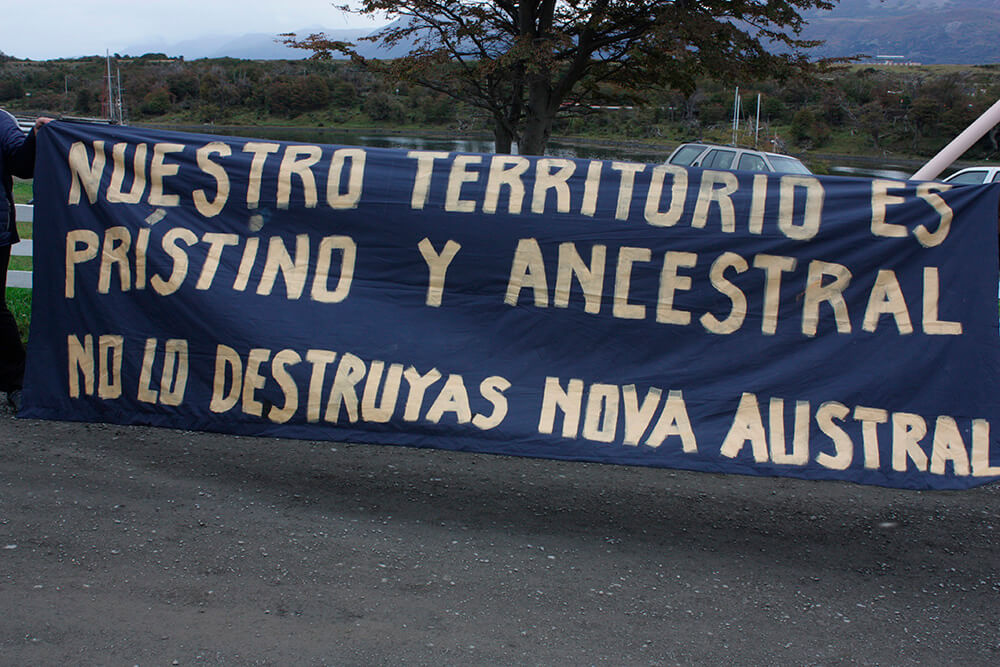 NUESTRO TERRITORIO ES
PRÍSTINO Y ANCESTRAL
NO LO DESTRUYAS NOVA AUSTRAL